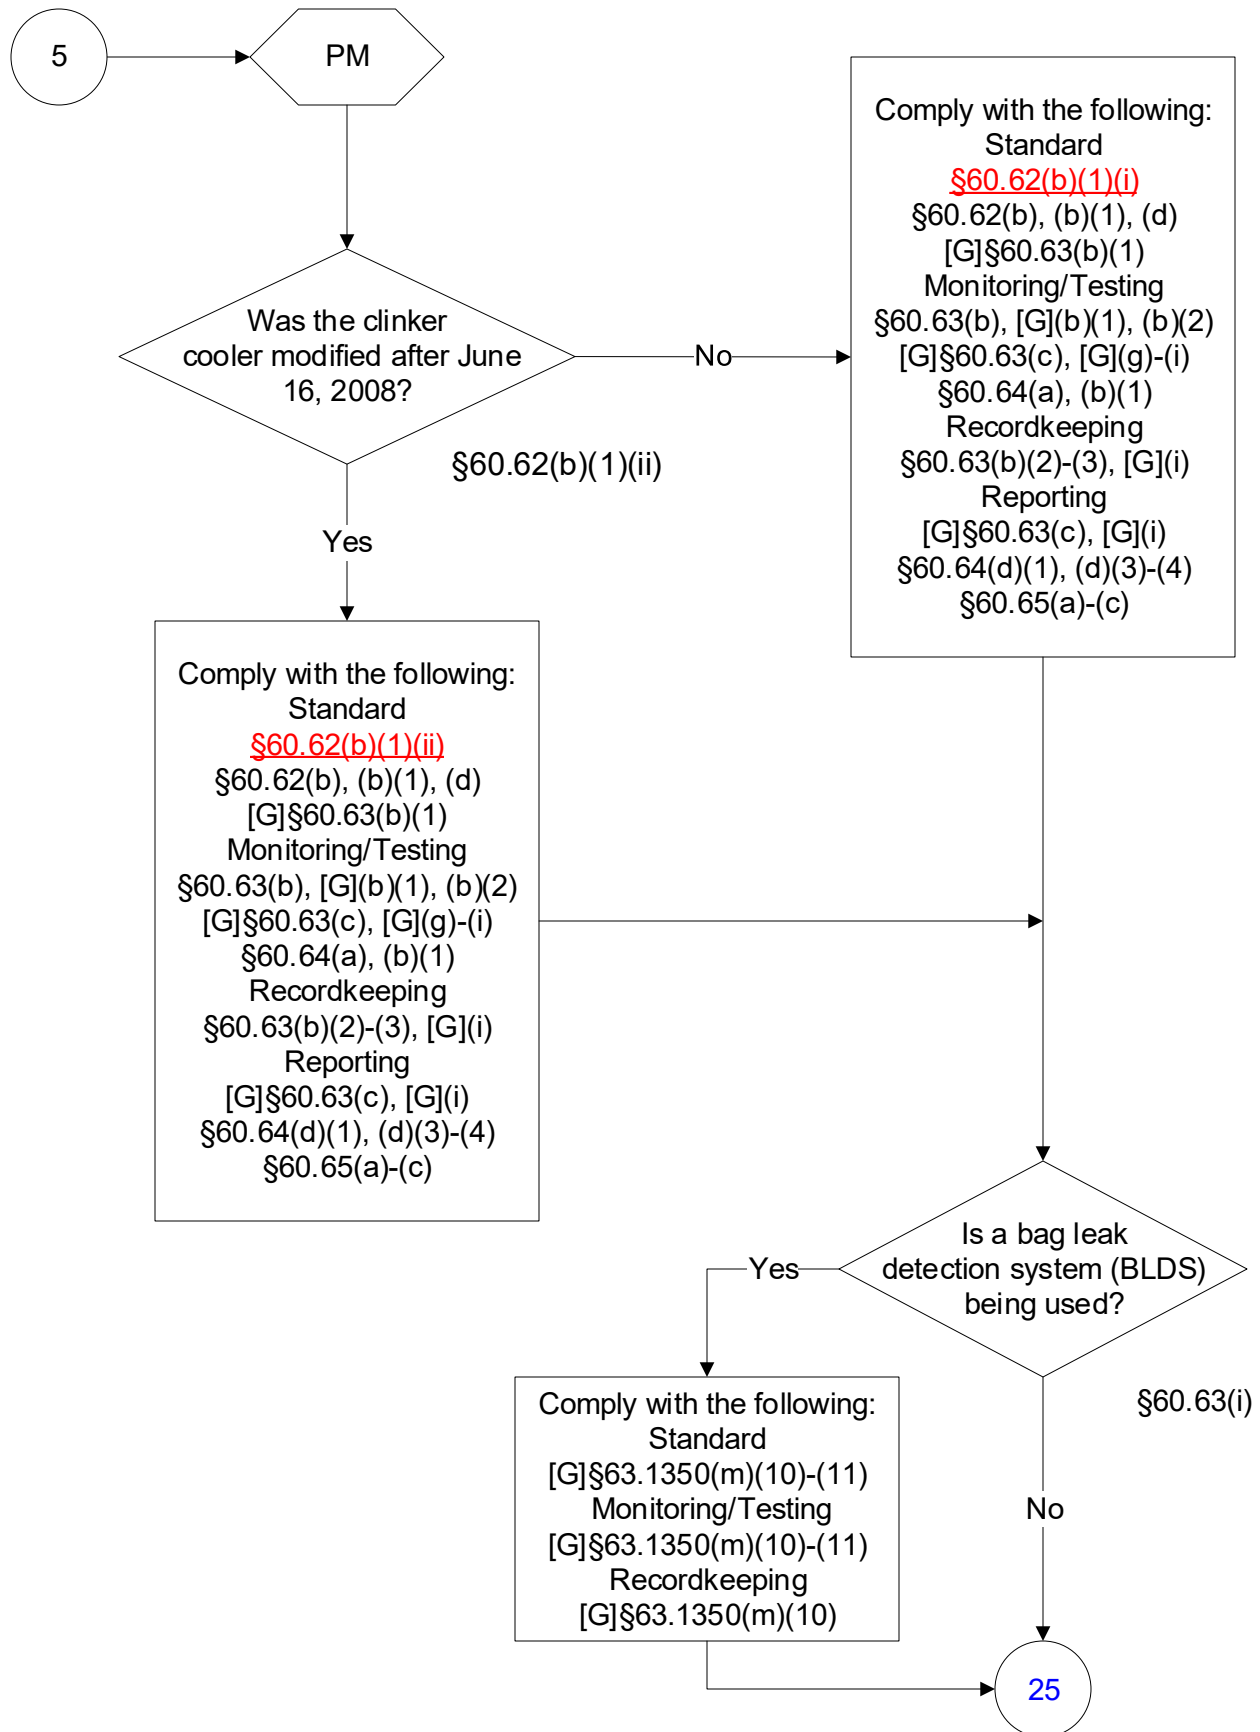 5
PM
Was the clinker
cooler modified after June
16, 2008?
§60.62(b)(1)(ii)
No
Comply with the following:
Standard
§60.62(b)(1)(i)
§60.62(b), (b)(1), (d)
[G]§60.63(b)(1)
Monitoring/Testing
§60.63(b), [G](b)(1), (b)(2)
[G]§60.63(c), [G](g)-(i)
§60.64(a), (b)(1)
Recordkeeping
§60.63(b)(2)-(3), [G](i)
Reporting
[G]§60.63(c), [G](i)
§60.64(d)(1), (d)(3)-(4)
§60.65(a)-(c)
Yes
Comply with the following:
Standard
§60.62(b)(1)(ii)
§60.62(b), (b)(1), (d)
[G]§60.63(b)(1)
Monitoring/Testing
§60.63(b), [G](b)(1), (b)(2)
[G]§60.63(c), [G](g)-(i)
§60.64(a), (b)(1)
Recordkeeping
§60.63(b)(2)-(3), [G](i)
Reporting
[G]§60.63(c), [G](i)
§60.64(d)(1), (d)(3)-(4)
§60.65(a)-(c)
Is a bag leak
detection system (BLDS)
being used?
§60.63(i)
Yes
Comply with the following:
Standard
[G]§63.1350(m)(10)-(11)
Monitoring/Testing
[G]§63.1350(m)(10)-(11)
Recordkeeping
[G]§63.1350(m)(10)
No
25